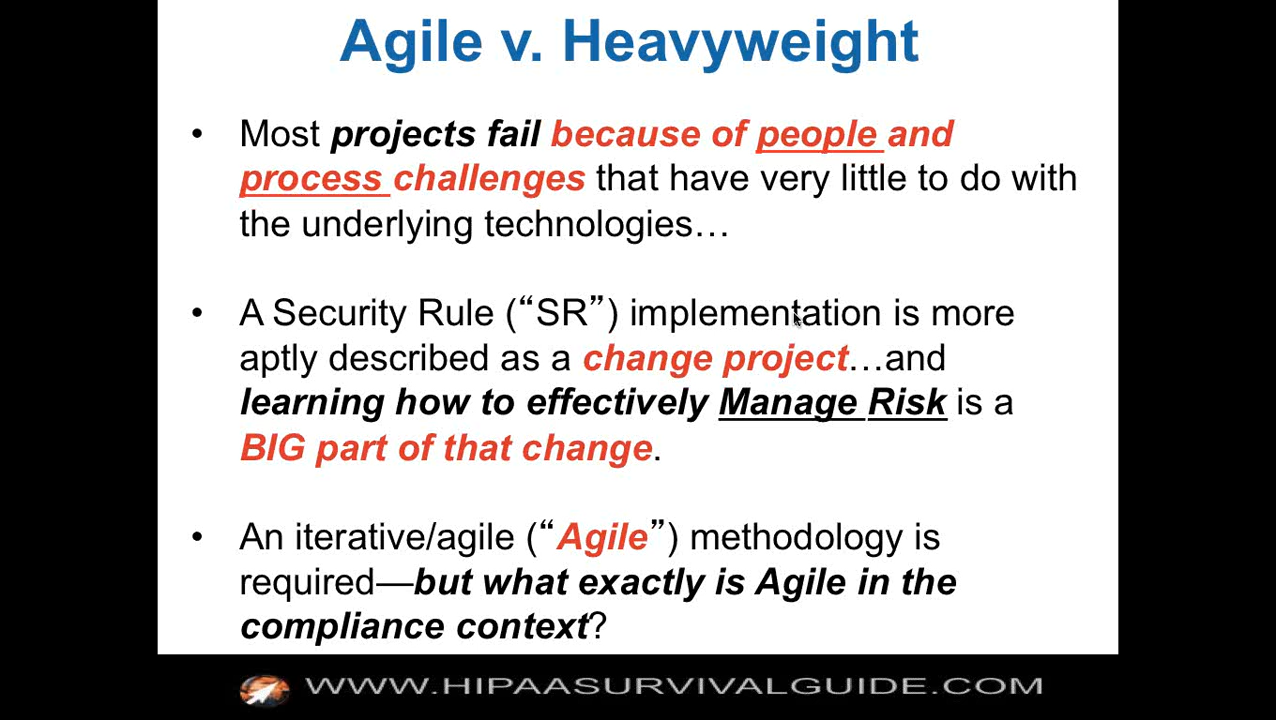 Agile v. Heavyweight
• Most projects fail because of people and
process challenges that have very little to do with
the underlying technologies…
• A Security Rule (“SR”) implementation is more
aptly described as a change project…and
learning how to effectively Manage Risk is a
BIG part of that change.
• An iterative/agile (“Agile”) methodology is
required—but what exactly is Agile in the
compliance context?
WWW.HIPAASURVIVALGUIDE.COM